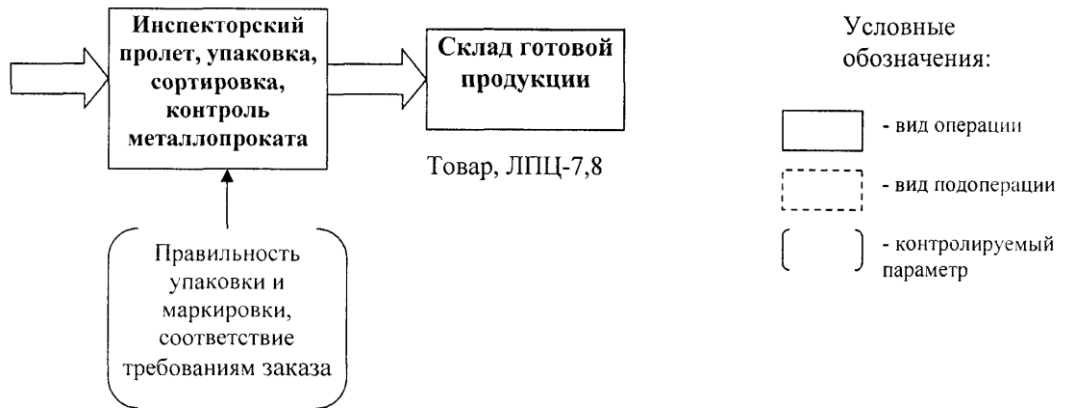 Инспекторский
пролет, упаковка,
сортировка,
контроль
металлопроката
Склад готовой
продукции
Товар, ЛПЦ-7,8
Правильность
упаковки и
маркировки,
соответствие
требованиям заказа
Условные
обозначения:
- вид операции
- вид подоперации
- контролируемый
параметр